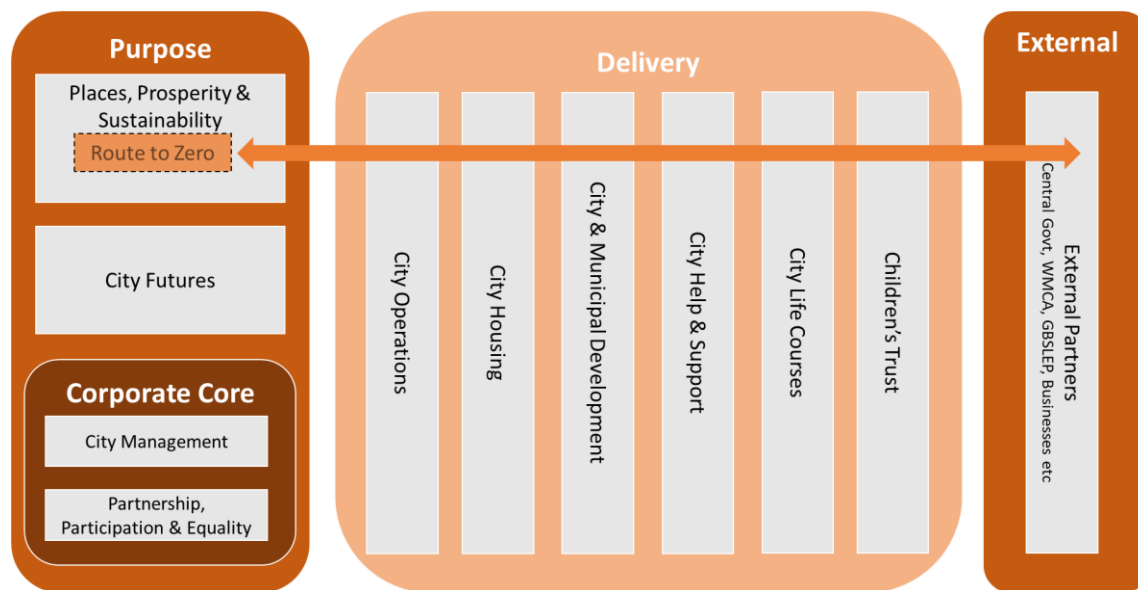 Purpose
Places, Prosperity &
Sustainability
Route to Zero
City Futures
Corporate Core
City Management
Partnership,
Participation & Equality
Delivery
City Operations
City Housing
City & Municipal Development
City Help & Support
City Life Courses
Children's Trust
External
External Partners
Central Govt, WMCA, GBSLEP, Businesses etc